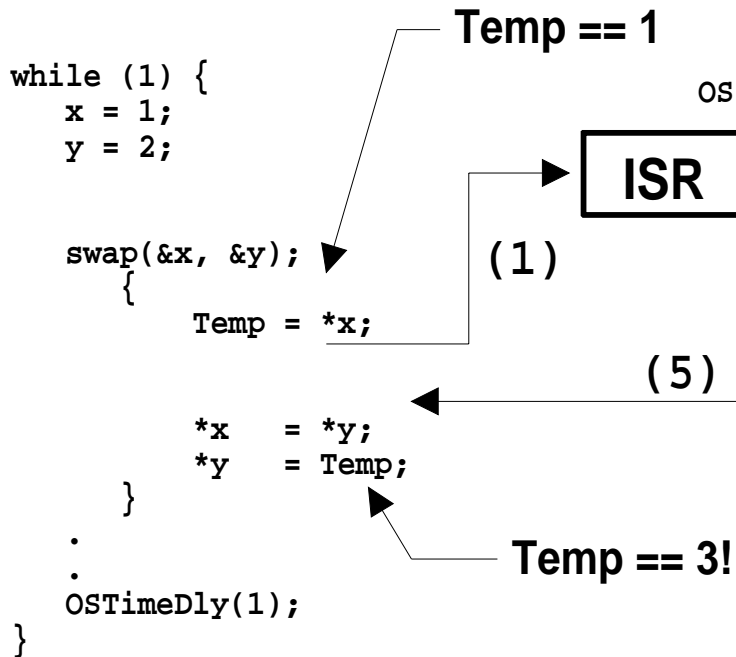 Temp == 1
while (1) {
x = 1;
y = 2;
OS
ISR
swap(&x, &y);
(1)
{
Temp = *x;
(5)
*x = *y;
*y = Temp;
}
.
.
Temp == 3!
OSTimeDly(1);
}